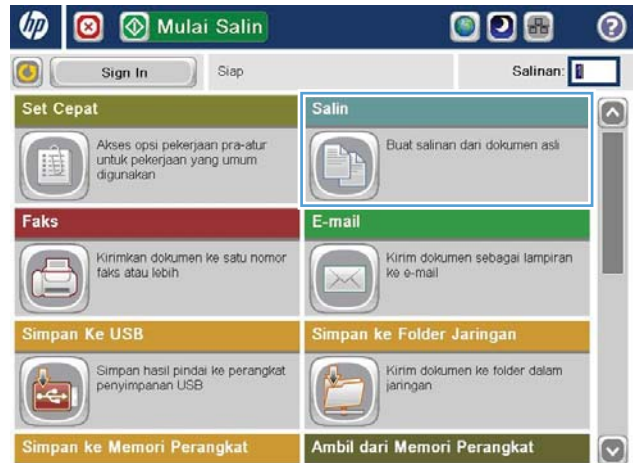 hp Mulai Salin ?
Sign In Siap Salinan: 1
Set Cepat
Akses opsi pekerjaan pra-atur
untuk pekerjaan yang umum
digunakan
Salin
Buat salinan dari dokumen asli
Faks
Kirimkan dokumen ke satu nomor
faks atau lebih
E-mail
Kirim dokumen sebagai lampiran
ke e-mail
Simpan Ke USB
Simpan hasil pindai ke perangkat
penyimpanan USB
Simpan ke Folder Jaringan
Kirim dokumen ke folder dalam
jaringan
Simpan ke Memori Perangkat
Ambil dari Memori Perangkat